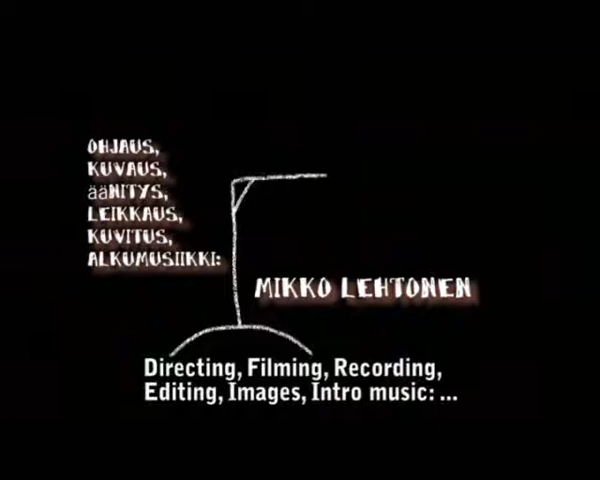 OHJAUS,
KUVAUS,
ääNITYS,
LEIKKAUS,
KUVITUS,
ALKUMUSIIKKI:
MIKKO LEHTONEN
Directing, Filming, Recording,
Editing, Images, Intro music: ...